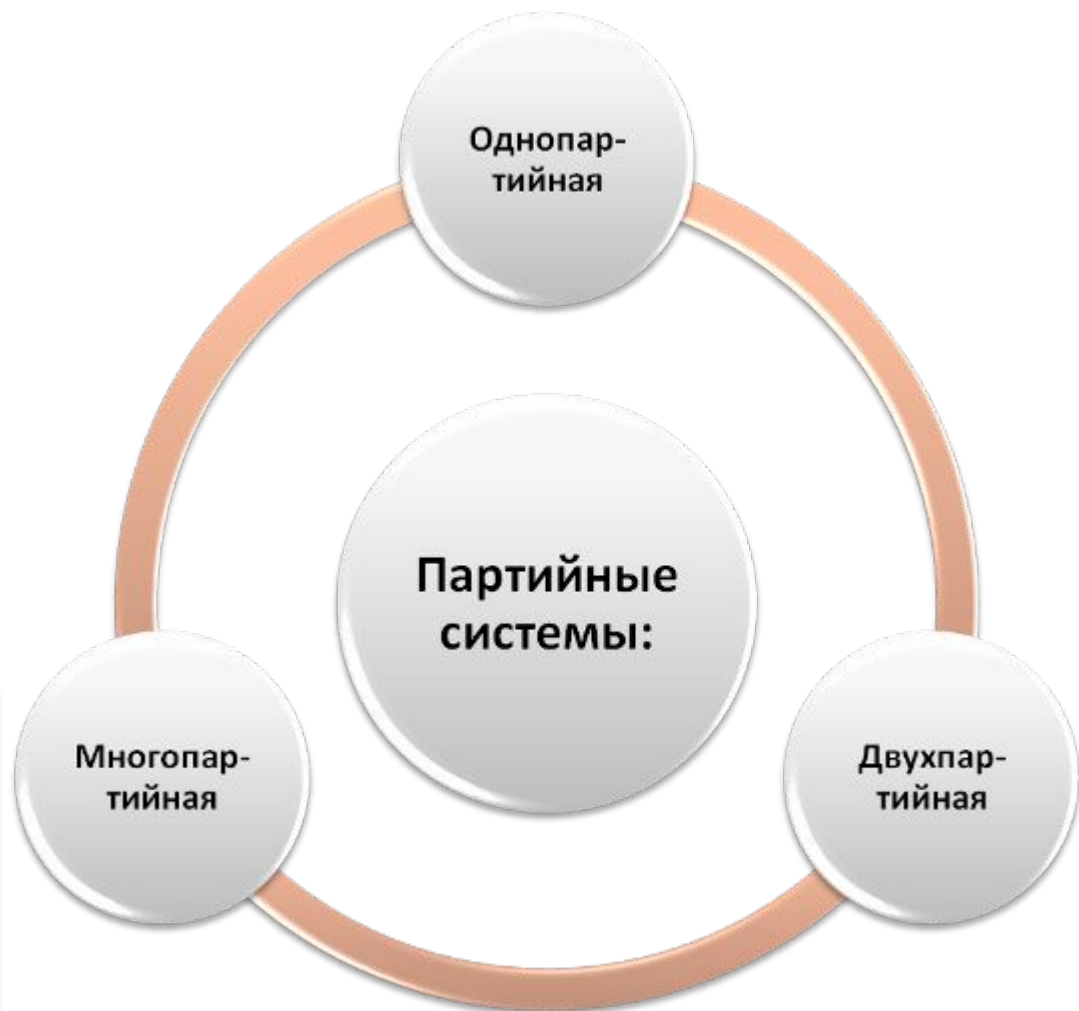 Однопар-
тийная
Партийные
системы:
Многопар-
тийная
Двухпар-
тийная